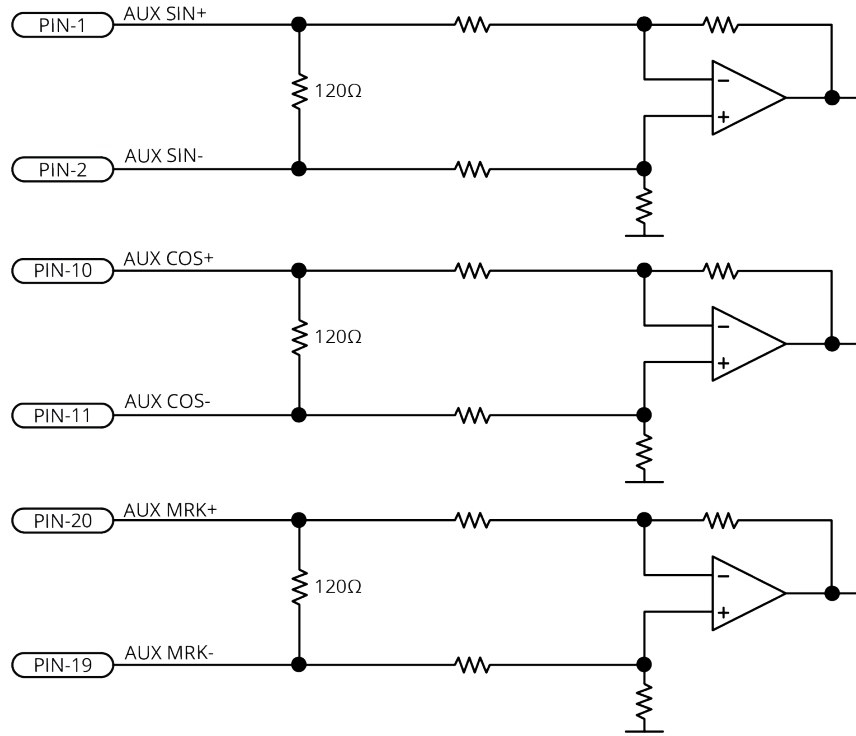 PIN-1
AUX SIN+
120Ω
PIN-2
AUX SIN-
−
+
PIN-10
AUX COS+
120Ω
PIN-11
AUX COS-
−
+
PIN-20
AUX MRK+
120Ω
PIN-19
AUX MRK-
−
+